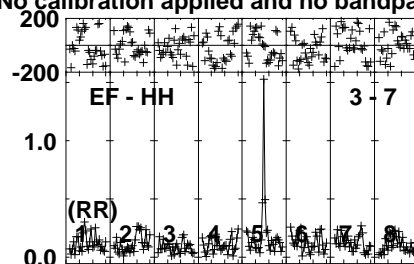 No calibration applied and no bandpa
200
-200
EF - HH 3 - 7
1.0
(RR)
1 2 3 4 5 6 7 8
0.0